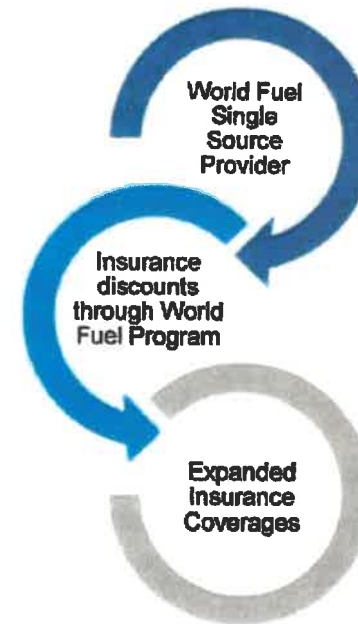 World Fuel
Single
Source
Provider
Insurance
discounts
through World
Fuel Program
Expanded
Insurance
Coverages